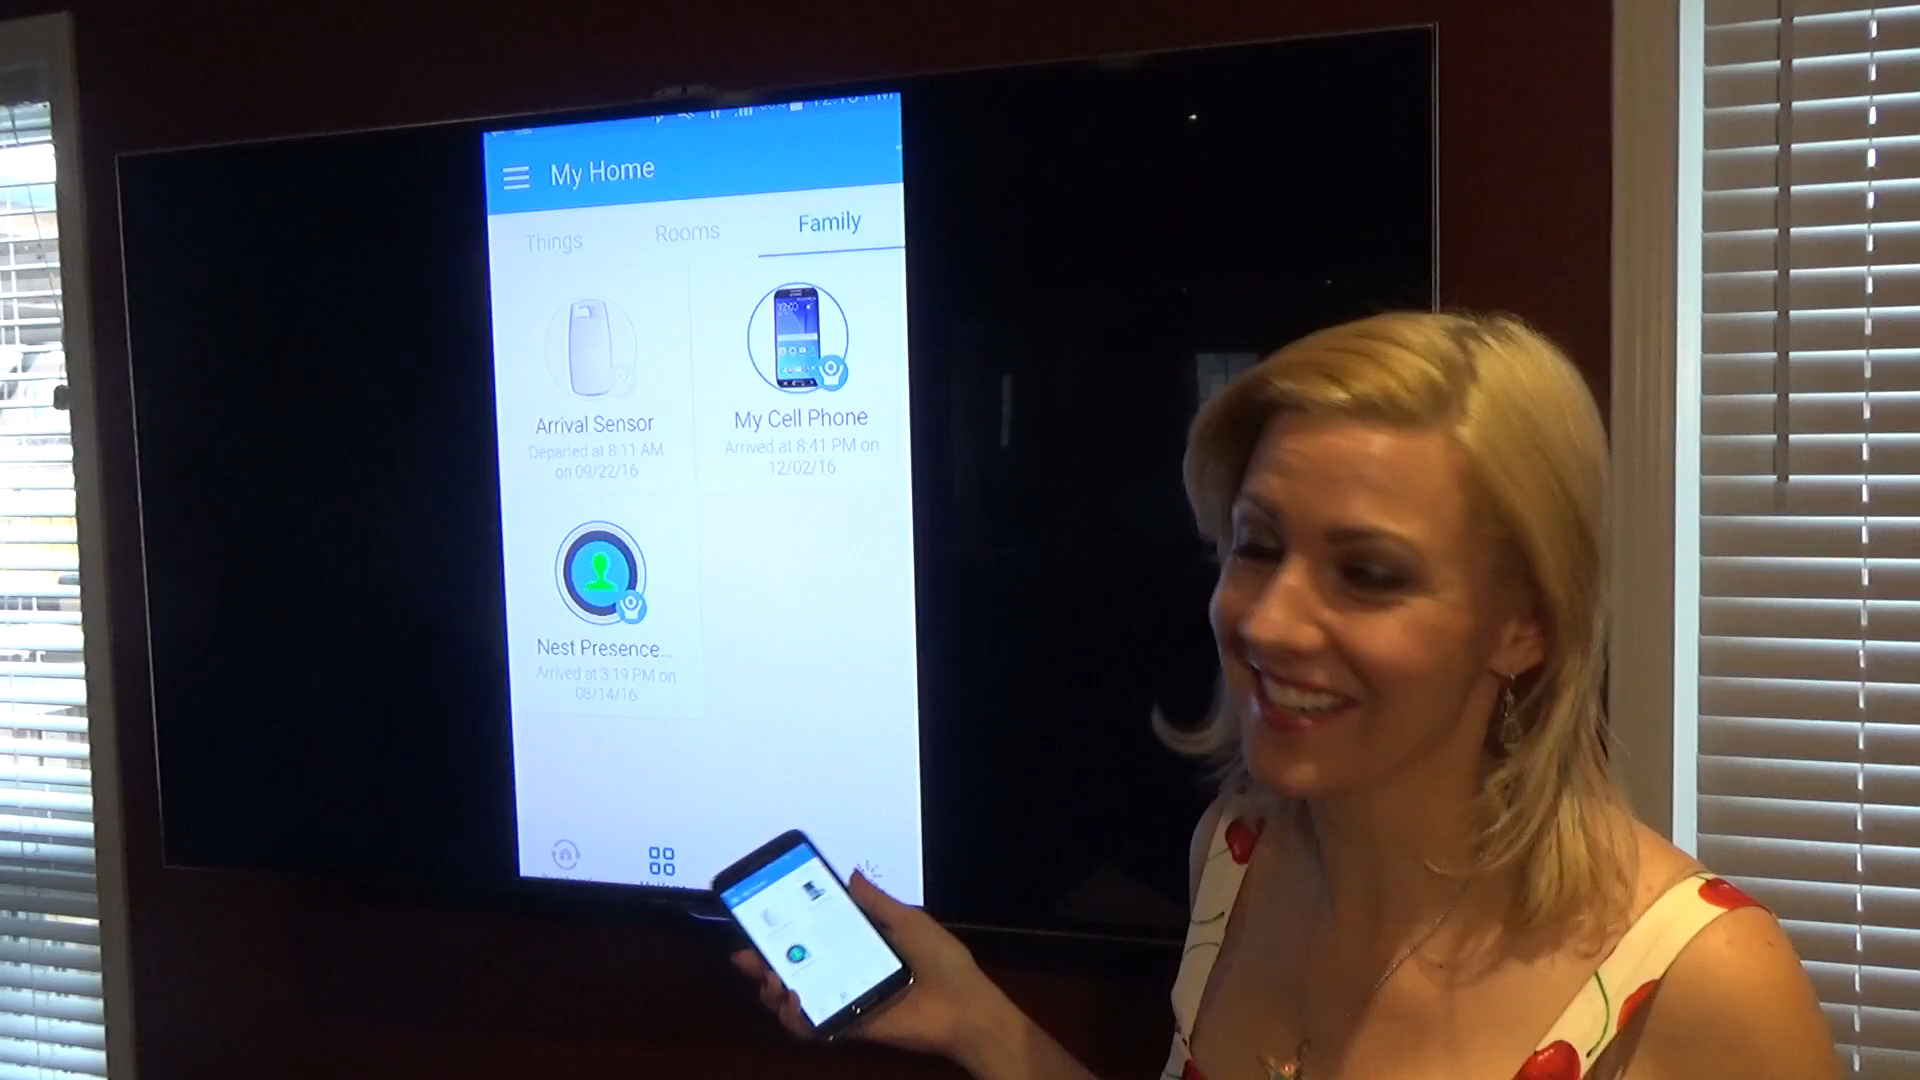 My Home
Things
Rooms
Family
Arrival Sensor
Departed at 8:11 AM
on 09/22/16
My Cell Phone
Arrived at 8:41 PM on
12/02/16
Nest Presence...
Arrived at 3:19 PM on
08/14/16